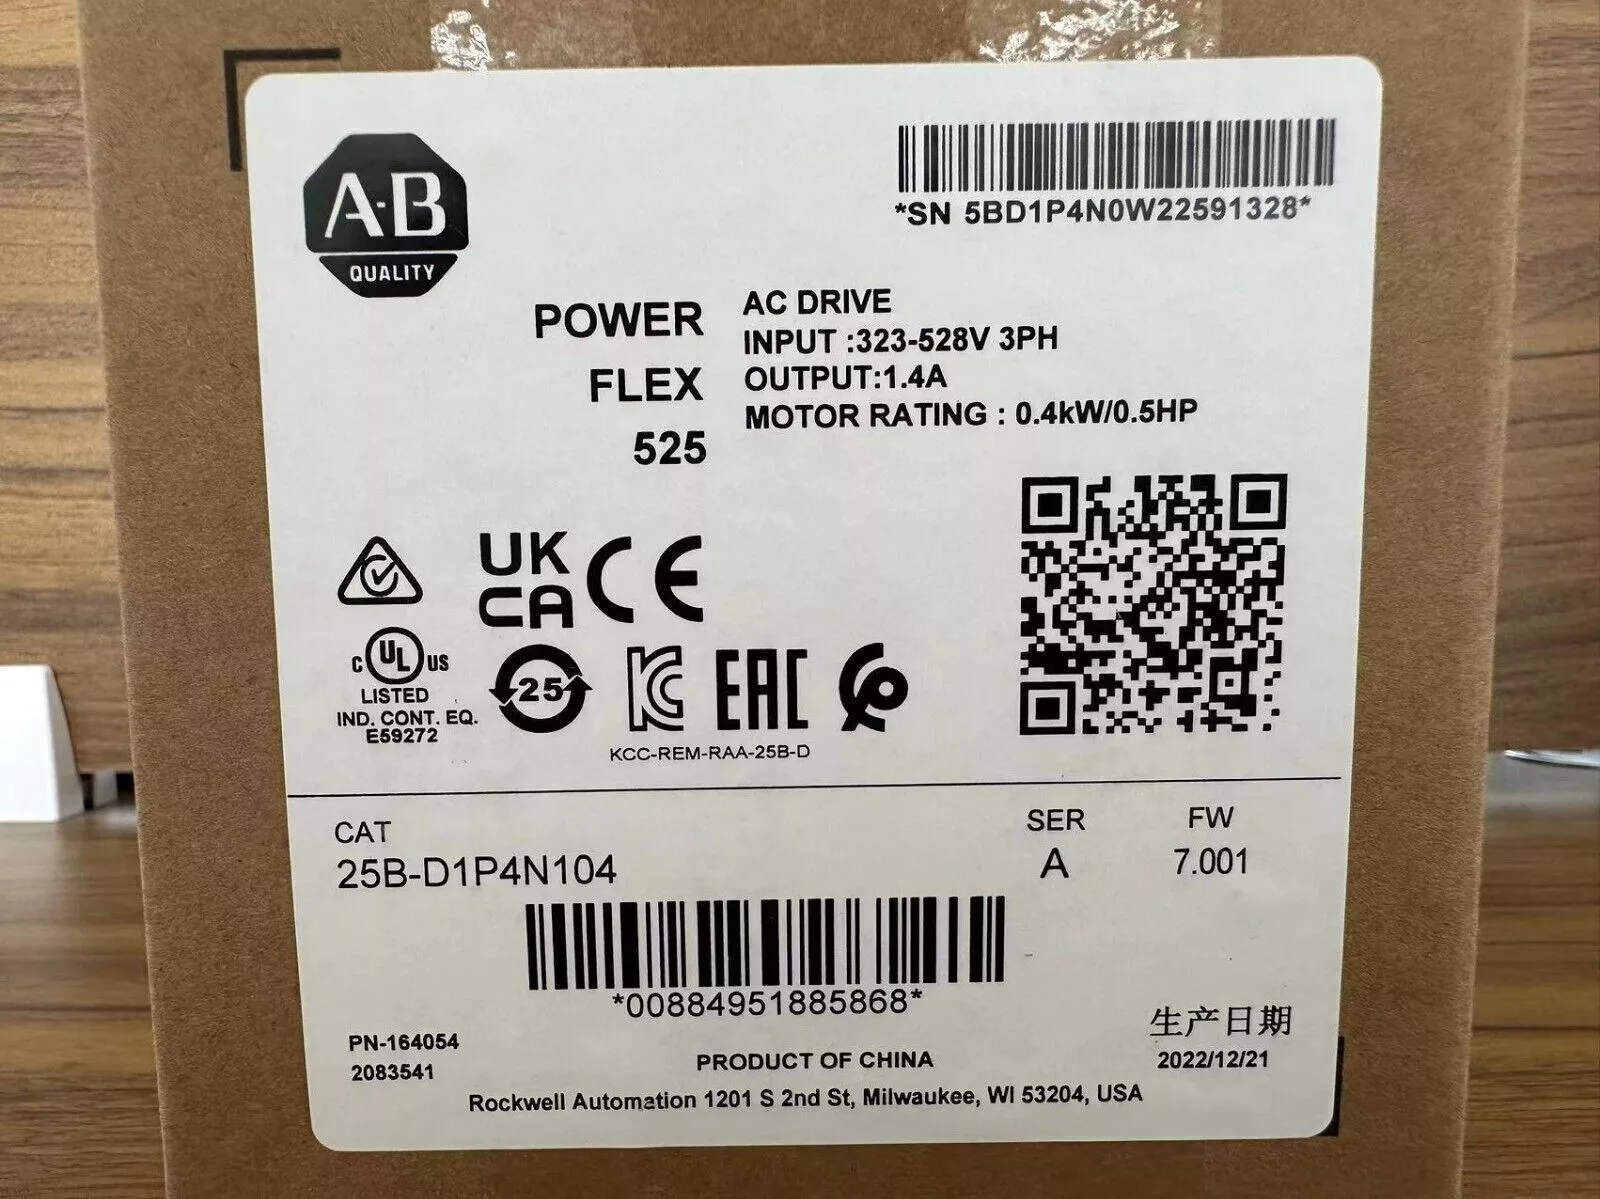 A-B
QUALITY
*SN 5BD1P4N0W22591328*
POWER
FLEX
525
AC DRIVE
INPUT :323-528V 3PH
OUTPUT:1.4A
MOTOR RATING : 0.4kW/0.5HP
UK
CA
CE
C UL US
LISTED
IND. CONT. EQ.
E59272
25
KC
EAC
KCC-REM-RAA-25B-D
CAT
25B-D1P4N104
SER
A
FW
7.001
*00884951885868*
PN-164054
2083541
PRODUCT OF CHINA
生产日期
2022/12/21
Rockwell Automation 1201 S 2nd St, Milwaukee, WI 53204, USA